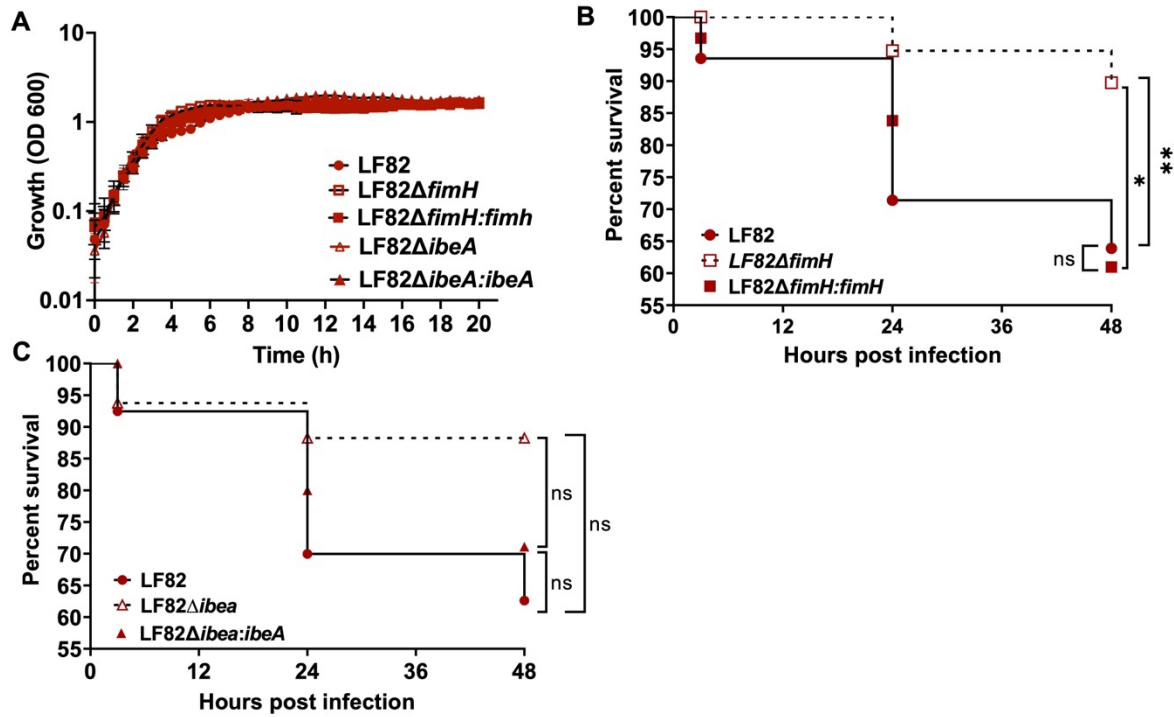 A
Growth (OD 600)
10
1
0.1
0.01
0 2 4 6 8 10 12 14 16 18 20
Time (h)
LF82
LF82ΔfimH
LF82ΔfimH:fimh
LF82ΔibeA
LF82ΔibeA:ibeA
B
Percent survival
100
95
90
85
80
75
70
65
60
55
0 12 24 36 48
Hours post infection
LF82
LF82ΔfimH
LF82ΔfimH:fimH
ns
*
**
C
Percent survival
100
95
90
85
80
75
70
65
60
55
0 12 24 36 48
Hours post infection
LF82
LF82Δibea
LF82Δibea:ibeA
ns
ns
ns